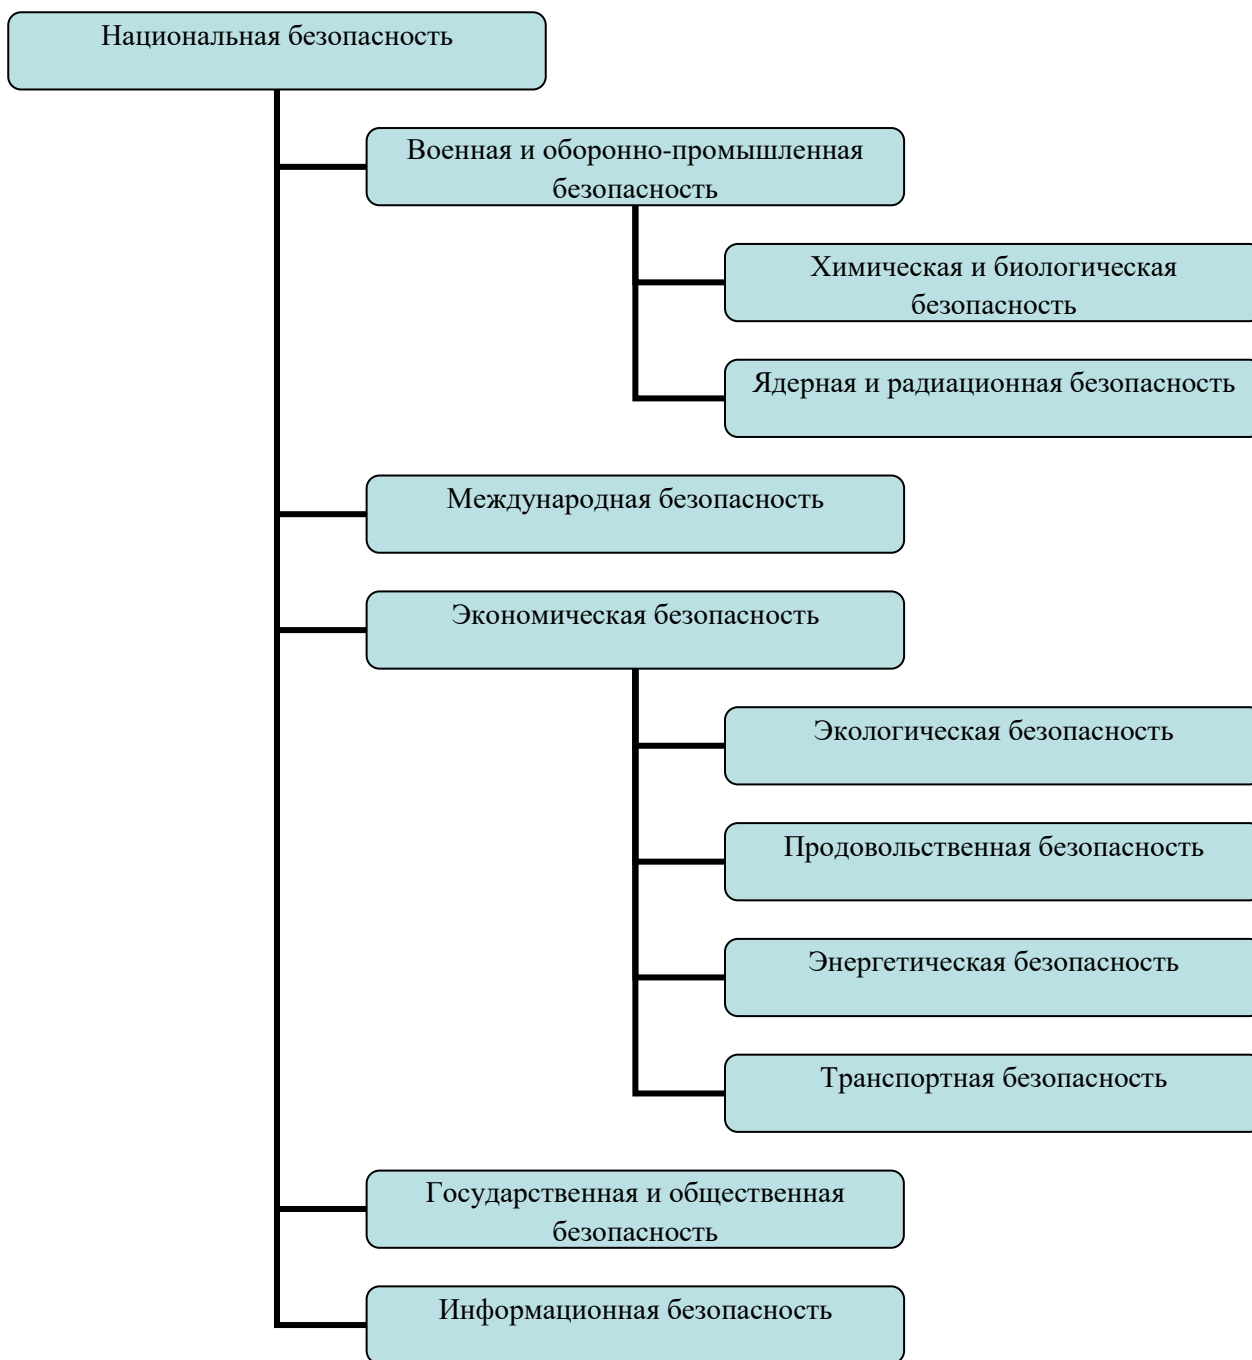 Национальная безопасность
Военная и оборонно-промышленная
безопасность
Химическая и биологическая
безопасность
Ядерная и радиационная безопасность
Международная безопасность
Экономическая безопасность
Экологическая безопасность
Продовольственная безопасность
Энергетическая безопасность
Транспортная безопасность
Государственная и общественная
безопасность
Информационная безопасность